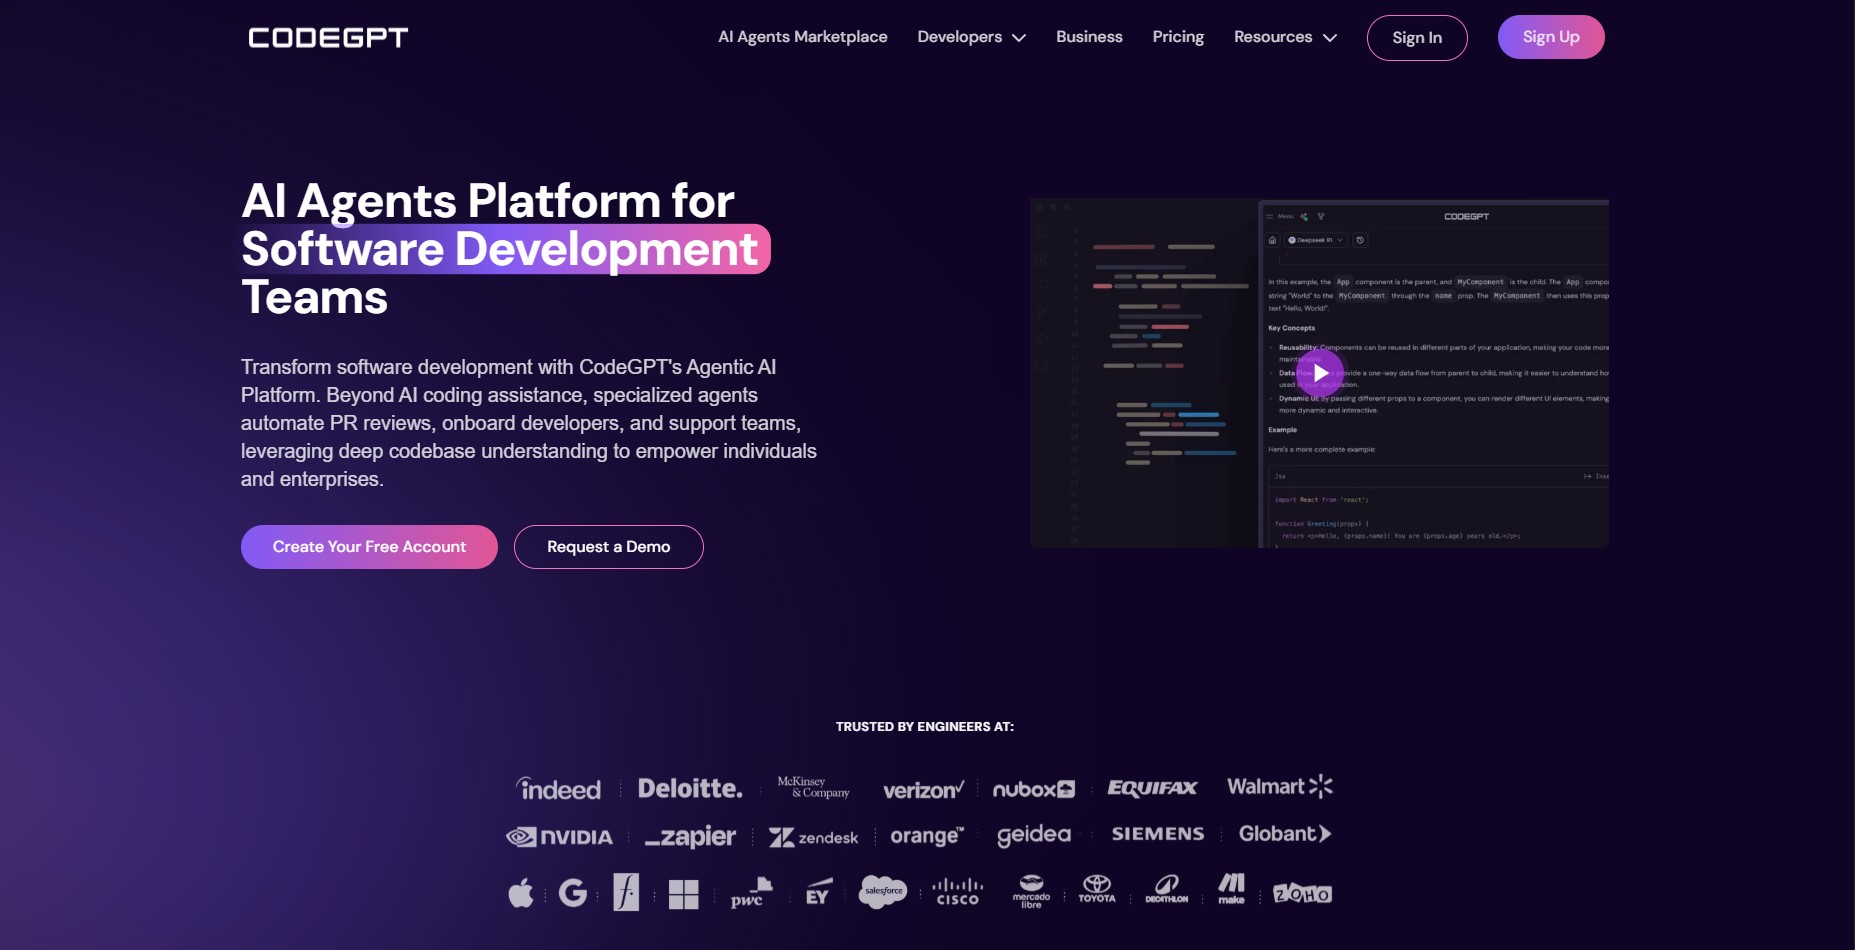 CODEGPT
AI Agents Marketplace
Developers
Business
Pricing
Resources
Sign In
Sign Up
AI Agents Platform for
Software Development
Teams
Transform software development with CodeGPT's Agentic AI
Platform. Beyond AI coding assistance, specialized agents
automate PR reviews, onboard developers, and support teams,
leveraging deep codebase understanding to empower individuals
and enterprises.
Create Your Free Account
Request a Demo
Menu
CODEGPT
Deepseek R1
In this example, the App component is the parent, and MyComponent is the child. The App compo
string "World" to the MyComponent through the name prop. The MyComponent then uses this prop
text "Hello, World!".
Key Concepts
Reusability: Components can be reused in different parts of your application, making your code more
Data provide a one-way data flow from parent to child, making it easier to understand how
used in your application.
Dynamic UI: By passing different props to a component, you can render different UI elements, making
more dynamic and interactive.
Example
Here's a more complete example:
Jsx
Inse
import React from 'react';
function Greeting(props) {
return <p>Hello, {props.name}! You are {props.age} years old.</p>;
}
TRUSTED BY ENGINEERS AT:
indeed
Deloitte.
McKinsey
& Company
verizon
nubox
EQUIFAX
Walmart
NVIDIA
_zapier
zendesk
orange™
geidea
SIEMENS
Globant
G
f.
pwc
EY
salesforce
CISCO
mercado
libre
TOYOTA
DECATHLON
make
ZOHO